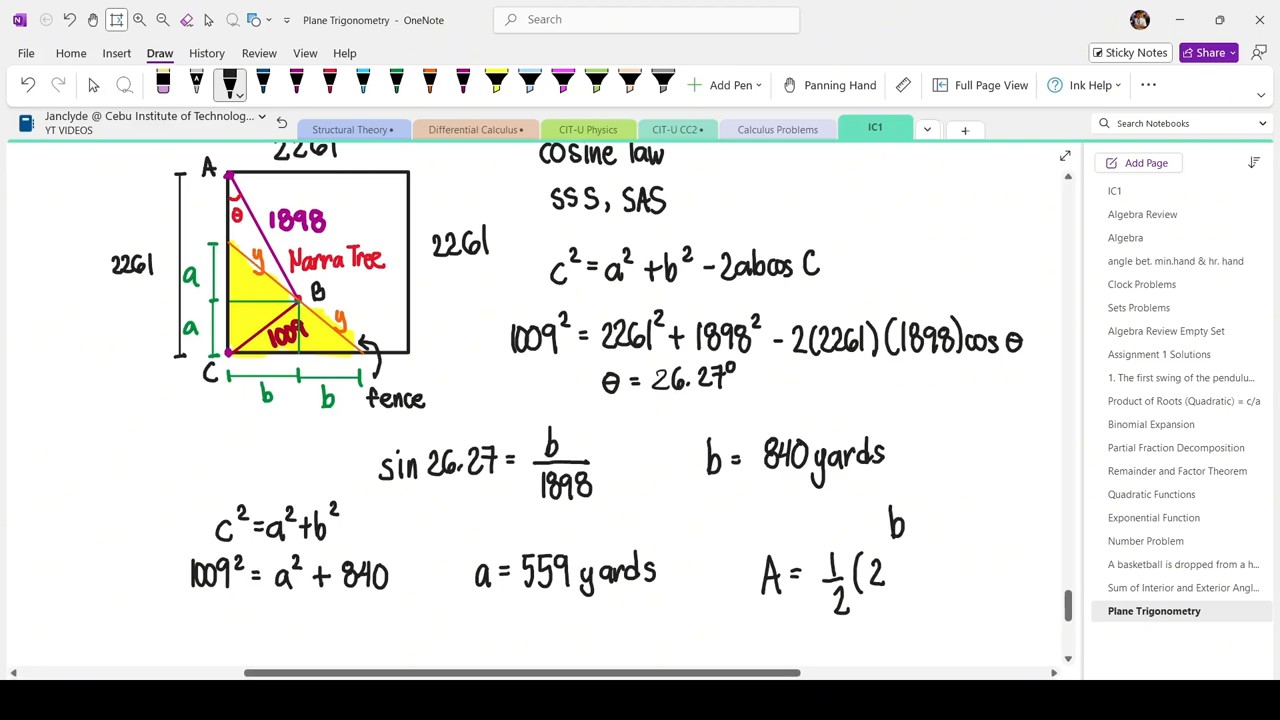 Plane Trigonometry - OneNote
Search
File Home Insert Draw History Review View Help
Sticky Notes
Share
Add Pen
Panning Hand
Full Page View
Ink Help
Janclyde @ Cebu Institute of Technolog...
YT VIDEOS
Structural Theory
Differential Calculus
CIT-U Physics
CIT-U CC2
Calculus Problems
IC1
Search Notebooks
Add Page
IC1
Algebra Review
Algebra
angle bet. min.hand & hr. hand
Clock Problems
Sets Problems
Algebra Review Empty Set
Assignment 1 Solutions
1. The first swing of the pendulu...
Product of Roots (Quadratic) = c/a
Binomial Expansion
Partial Fraction Decomposition
Remainder and Factor Theorem
Quadratic Functions
Exponential Function
Number Problem
A basketball is dropped from a h...
Sum of Interior and Exterior Angl...
Plane Trigonometry
2261
A
θ
1898
2261
2261
a
y
Narra Tree
B
a
1009
y
C
b
b
fence
cosine law
SSS, SAS
c² = a² + b² - 2abcos C
1009² = 2261² + 1898² - 2(2261)(1898)cos θ
θ = 26.27°
sin 26.27 = b/1898
b = 840 yards
c² = a² + b²
1009² = a² + 840
a = 559 yards
b
A = 1/2 (2